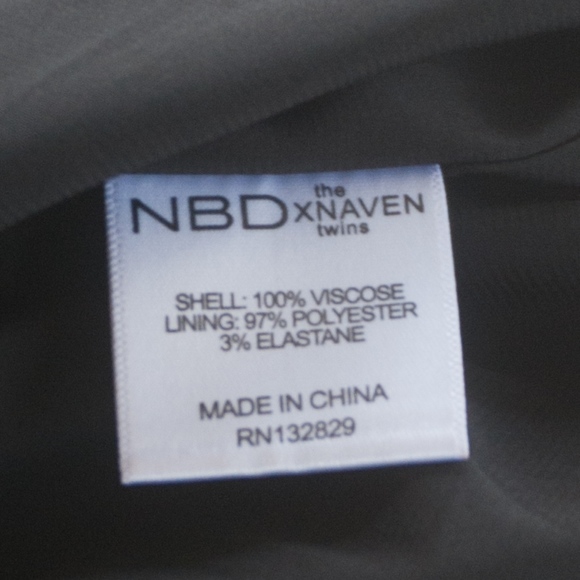 NBD x the NAVEN twins
SHELL: 100% VISCOSE
LINING: 97% POLYESTER
3% ELASTANE
MADE IN CHINA
RN132829